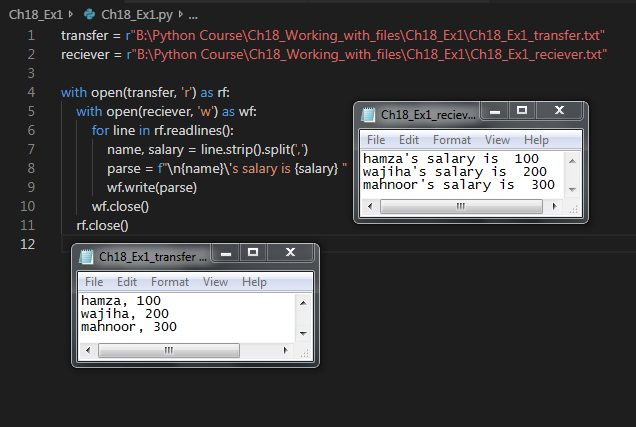 Ch18_Ex1 > Ch18_Ex1.py > ...
1 transfer = r"B:\Python Course\Ch18_Working_with_files\Ch18_Ex1\Ch18_Ex1_transfer.txt"
2 reciever = r"B:\Python Course\Ch18_Working_with_files\Ch18_Ex1\Ch18_Ex1_reciever.txt"
3
4 with open(transfer, 'r') as rf:
5 with open(reciever, 'w') as wf:
6 for line in rf.readlines():
7 name, salary = line.strip().split(',')
8 parse = f"\n{name}\'s salary is {salary} "
9 wf.write(parse)
10 wf.close()
11 rf.close()
12
Ch18_Ex1_reciev...
File Edit Format View Help
hamza's salary is  100
wajiha's salary is  200
mahnoor's salary is  300
Ch18_Ex1_transfer ...
File Edit Format View Help
hamza, 100
wajiha, 200
mahnoor, 300